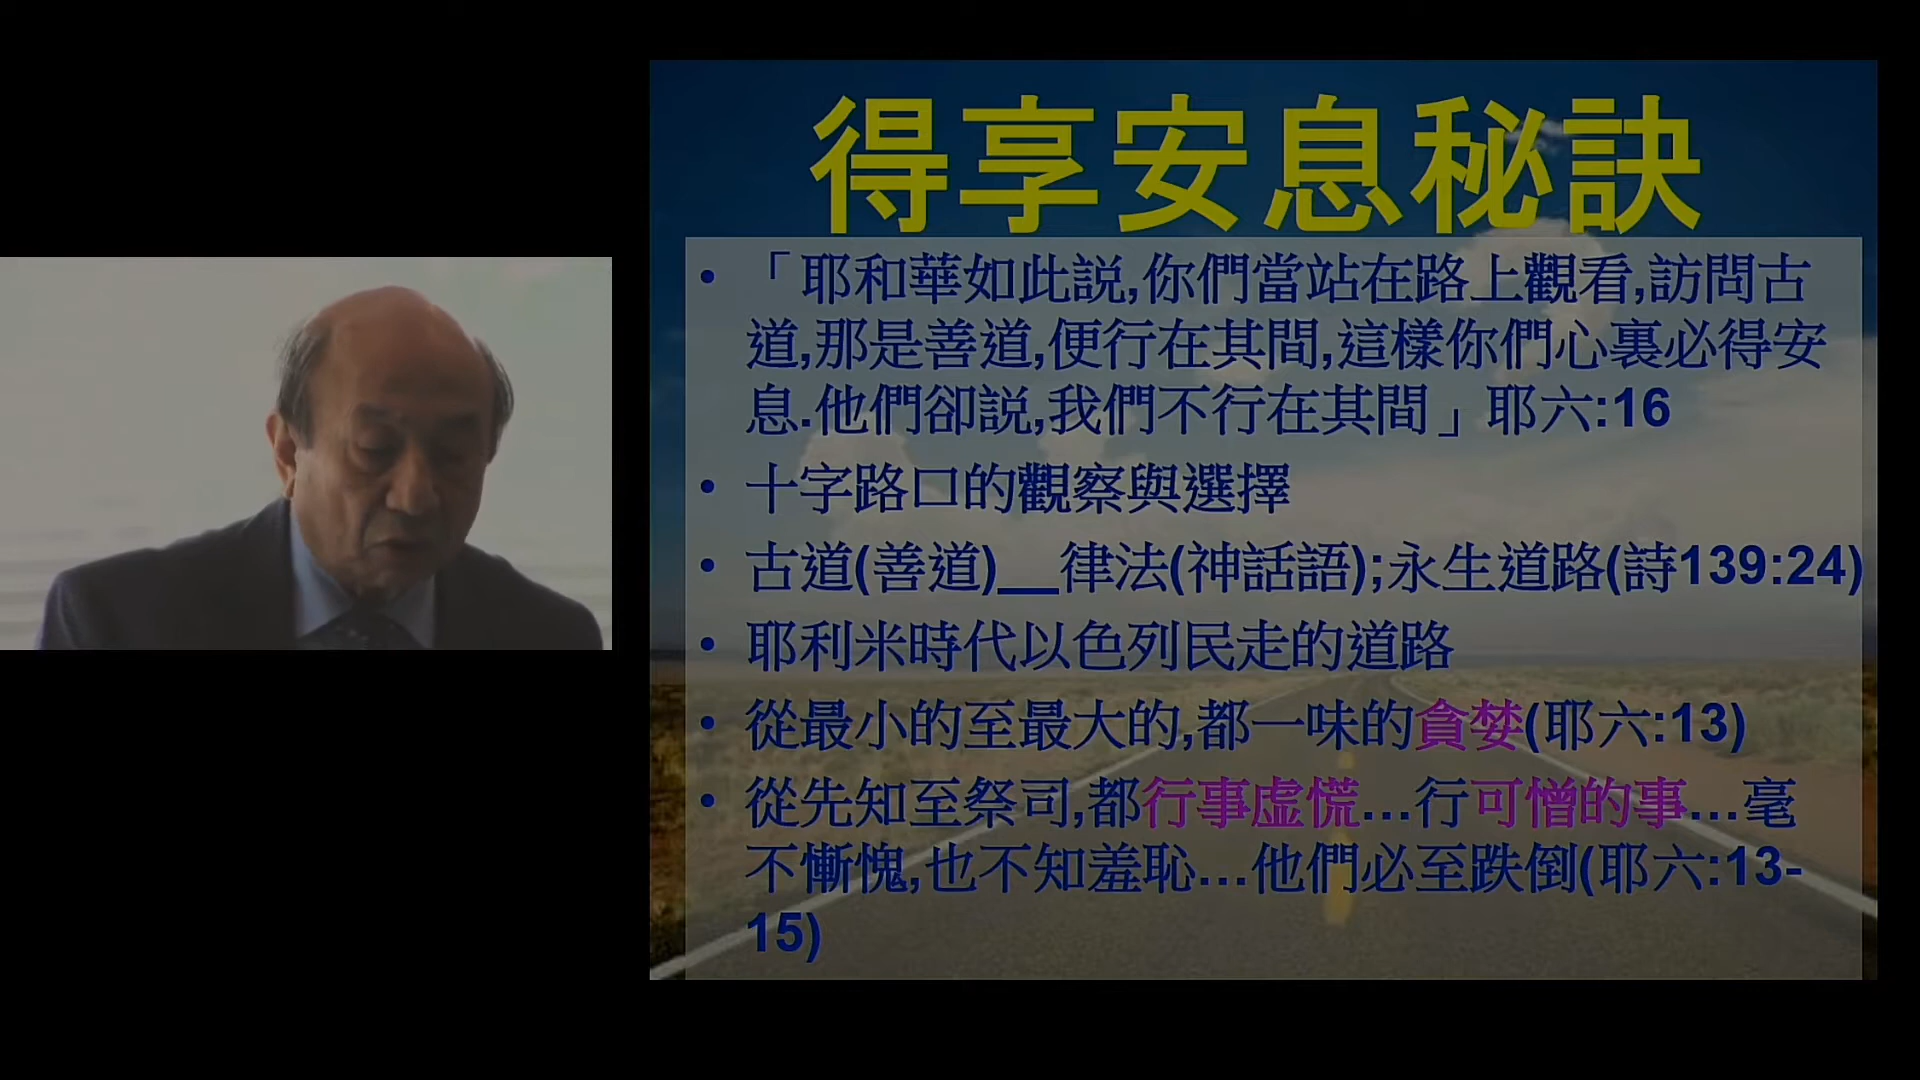 得享安息秘訣
• 「耶和華如此説,你們當站在路上觀看,訪問古
道,那是善道,便行在其間,這樣你們心裏必得安
息.他們卻説,我們不行在其間」耶六:16
• 十字路口的觀察與選擇
• 古道(善道)__律法(神話語);永生道路(詩139:24)
• 耶利米時代以色列民走的道路
• 從最小的至最大的,都一味的貪婪(耶六:13)
• 從先知至祭司,都行事虛慌…行可憎的事…毫
不慚愧,也不知羞恥…他們必至跌倒(耶六:13-
15)